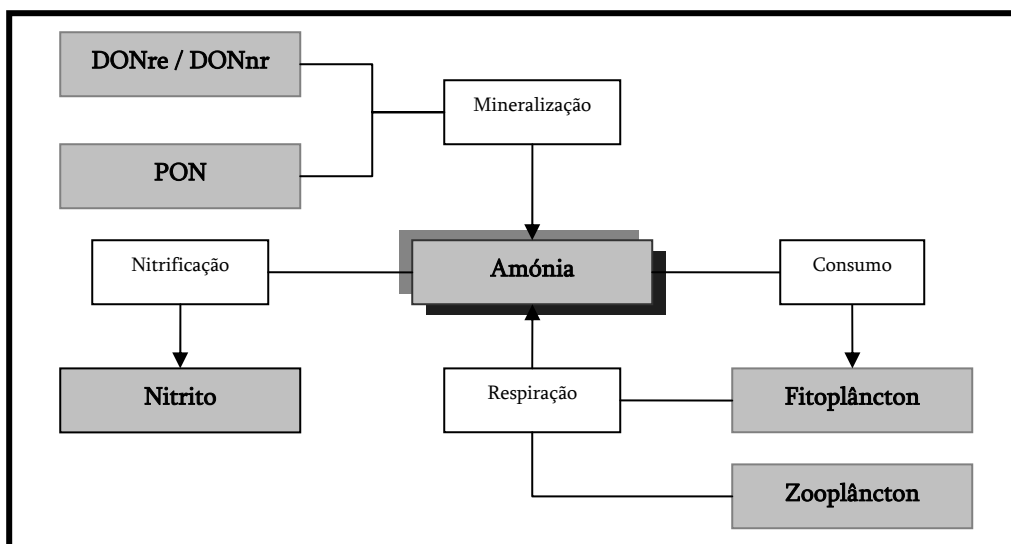 DONre / DONnr
Mineralização
PON
Nitrificação
Amónia
Consumo
Nitrito
Respiração
Fitoplâncton
Zooplâncton